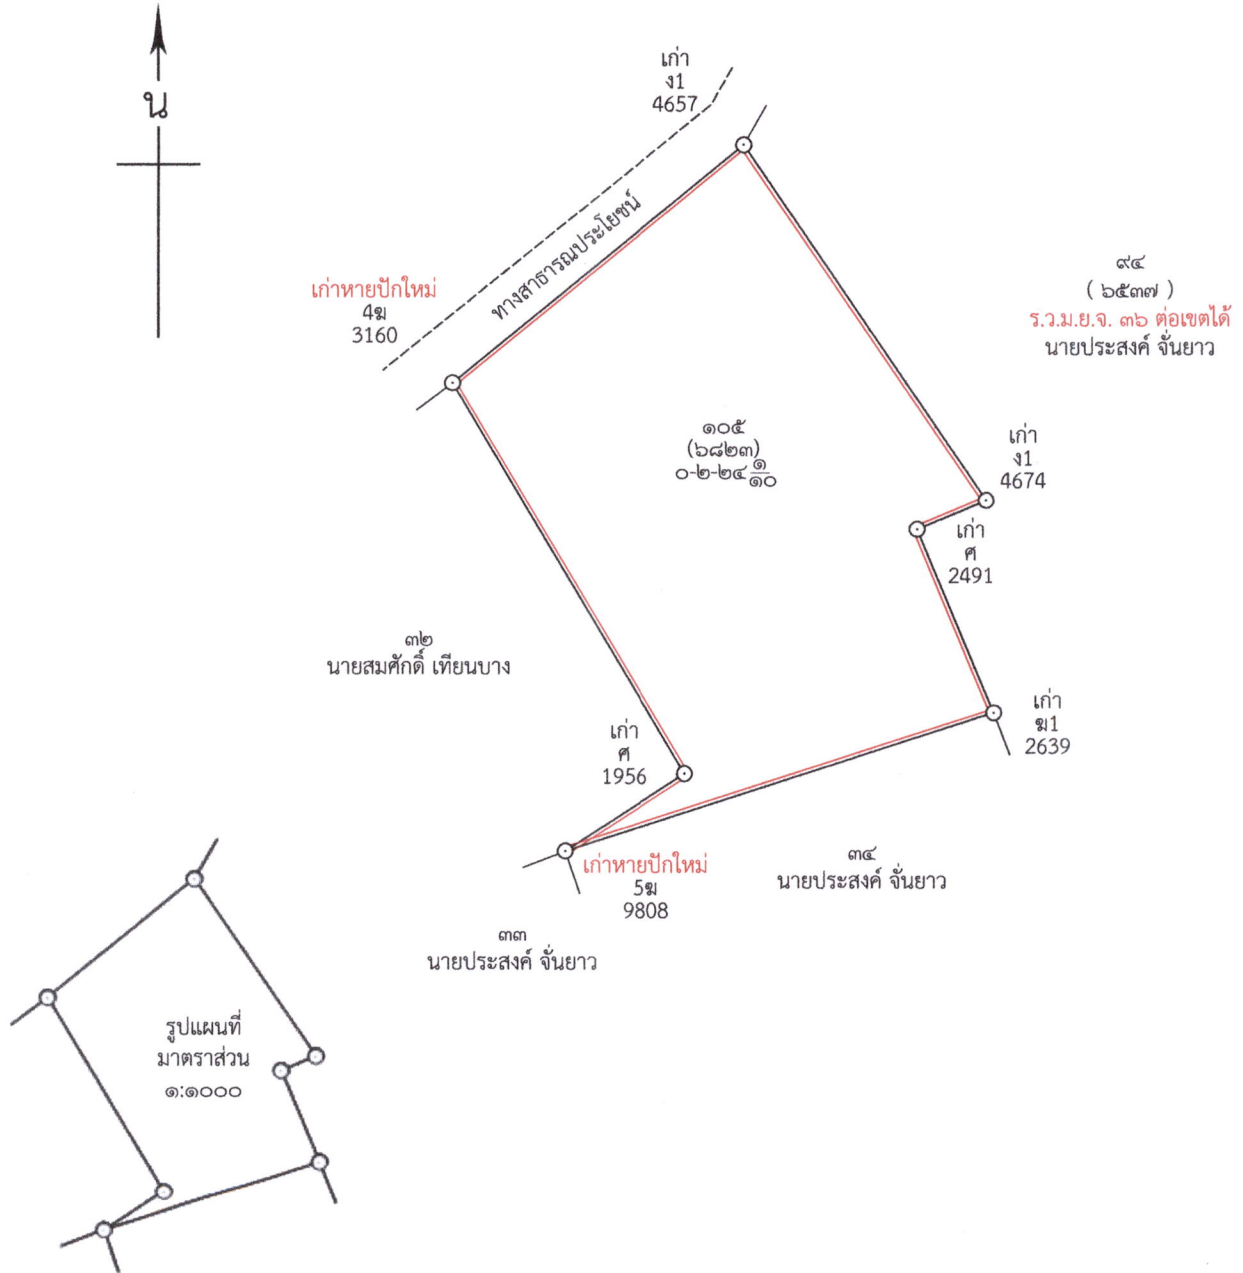 น
เก่า
ง1
4657
ทางสาธารณประโยชน์
เก่าหายปักใหม่
4ฆ
3160
๙๔
( ๖๕๓๗ )
ร.ว.ม.ย.จ. ๓๖ ต่อเขตได้
นายประสงค์ จั่นยาว
๑๐๕
(๖๘๒๓)
๐-๒-๒๔ ๑/๑๐
เก่า
ง1
4674
เก่า
ศ
2491
๓๒
นายสมศักดิ์ เทียนบาง
เก่า
ศ
1956
เก่า
ฆ1
2639
เก่าหายปักใหม่
5ฆ
9808
๓๔
นายประสงค์ จั่นยาว
๓๓
นายประสงค์ จั่นยาว
รูปแผนที่
มาตราส่วน
๑:๑๐๐๐